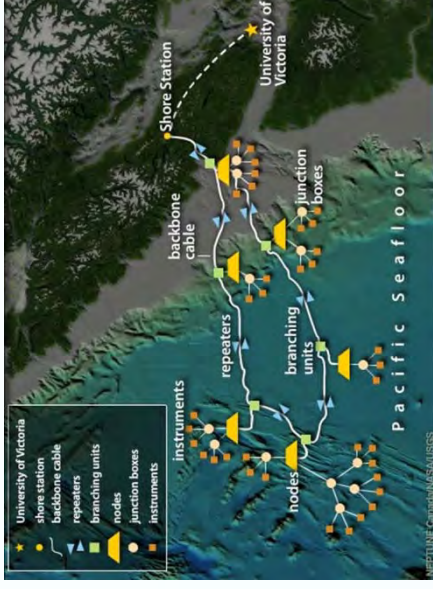 University of Victoria
shore station
backbone cable
repeaters
branching units
nodes
junction boxes
instruments
Shore Station
University of
Victoria
backbone
cable
repeaters
instruments
nodes
branching
units
junction
boxes
Pacific Seafloor
NEPTUNE Canada/NASA/USGS